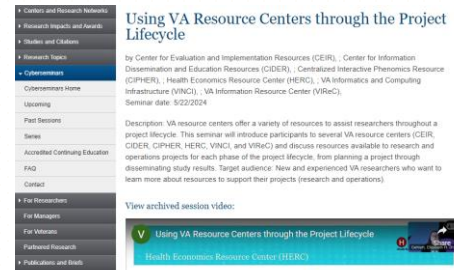 Centers and Research Networks
Research Impacts and Awards
Studies and Citations
Research Topics
Cyberseminars
Cyberseminars Home
Upcoming
Past Sessions
Series
Accredited Continuing Education
FAQ
Contact
For Researchers
For Managers
For Veterans
Partnered Research
Publications and Briefs
Using VA Resource Centers through the Project
Lifecycle
by Center for Evaluation and Implementation Resources (CEIR), ; Center for Information
Dissemination and Education Resources (CIDER), ; Centralized Interactive Phenomics Resource
(CIPHER), ; Health Economics Resource Center (HERC), ; VA Informatics and Computing
Infrastructure (VINCI), ; VA Information Resource Center (VIReC),
Seminar date: 5/22/2024
Description: VA resource centers offer a variety of resources to assist researchers throughout a
project lifecycle. This seminar will introduce participants to several VA resource centers (CEIR,
CIDER, CIPHER, HERC, VINCI, and VIReC) and discuss resources available to research and
operations projects for each phase of the project lifecycle, from planning a project through
disseminating study results. Target audience: New and experienced VA researchers who want to
learn more about resources to support their projects (research and operations).
View archived session video:
V
Using VA Resource Centers through the Project Lifecycle
H
Share
Health Economics Resource Center (HERC)